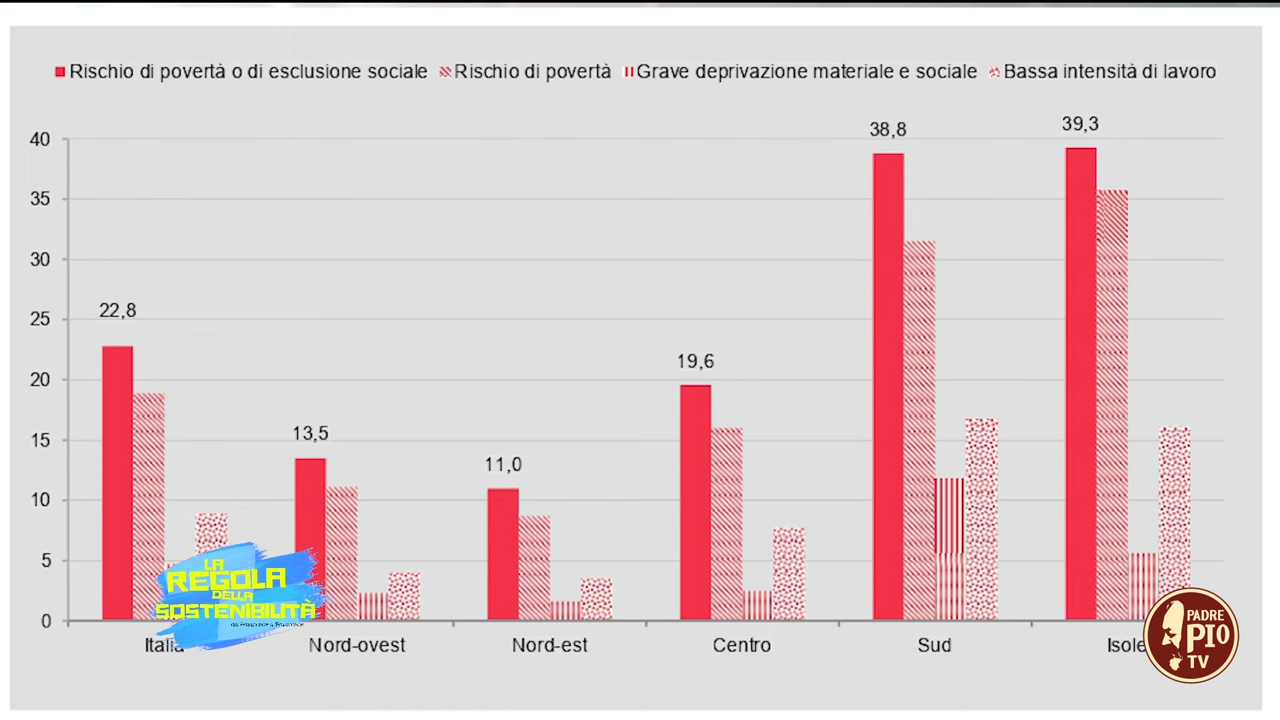 Rischio di povertà o di esclusione sociale Rischio di povertà Grave deprivazione materiale e sociale Bassa intensità di lavoro
40
35
30
25
20
15
10
5
0
22,8
13,5
11,0
19,6
38,8
39,3
Italia Nord-ovest Nord-est Centro Sud Isole
LA
REGOLA
DELLA
SOSTENIBILITÀ
PADRE
PIO
TV